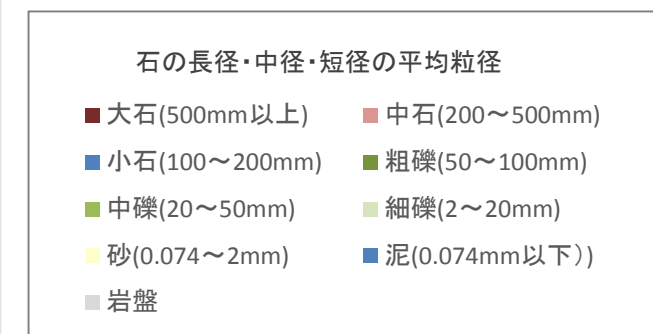 石の長径・中径・短径の平均粒径
大石(500mm以上) 中石(200～500mm)
小石(100～200mm) 粗礫(50～100mm)
中礫(20～50mm) 細礫(2～20mm)
砂(0.074～2mm) 泥(0.074mm以下）)
岩盤